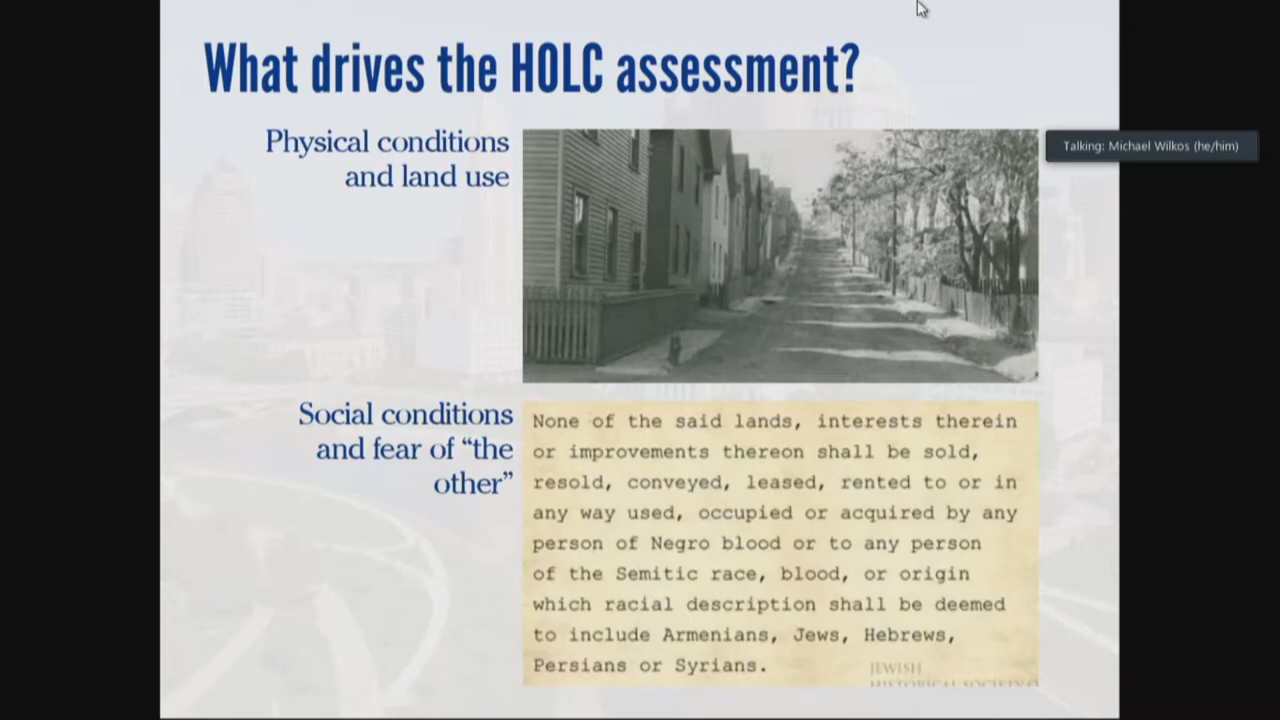 What drives the HOLC assessment?
Physical conditions
and land use
Talking: Michael Wilkos (he/him)
Social conditions
and fear of “the
other”
None of the said lands, interests therein
or improvements thereon shall be sold,
resold, conveyed, leased, rented to or in
any way used, occupied or acquired by any
person of Negro blood or to any person
of the Semitic race, blood, or origin
which racial description shall be deemed
to include Armenians, Jews, Hebrews,
Persians or Syrians.
JEWISH
HISTORICAL SOCIETY O